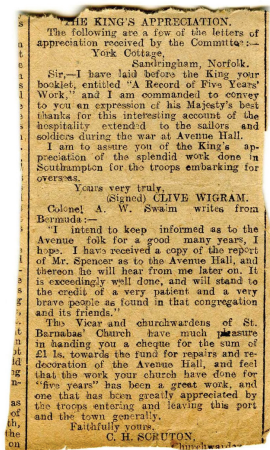 THE KING'S APPRECIATION.
The following are a few of the letters of
appreciation received by the Committee:—
York Cottage,
Sandringham, Norfolk.
Sir,—I have laid before the King your
booklet, entitled "A Record of Five Years'
Work," and I am commanded to convey
to you an expression of his Majesty's best
thanks for this interesting account of the
hospitality extended to the sailors and
soldiers during the war at Avenue Hall.
I am to assure you of the King's ap-
preciation of the splendid work done in
Southampton for the troops embarking for
overseas.
Yours very truly,
(Signed) CLIVE WIGRAM.
Colonel A. W. Swalm writes from
Bermuda:—
"I intend to keep informed as to the
Avenue folk for a good many years, I
hope. I have received a copy of the report
of Mr. Spencer as to the Avenue Hall, and
thereon he will hear from me later on. It
is exceedingly well done, and will stand to
the credit of a very patient and a very
brave people as found in that congregation
and its friends."
The Vicar and churchwardens of St.
Barnabas' Church have much pleasure
in handing you a cheque for the sum of
£1 1s. towards the fund for repairs and re-
decoration of the Avenue Hall, and feel
that the work your church have done for
"five years" has been a great work, and
one that has been greatly appreciated by
the troops entering and leaving this port
and the town generally.
Faithfully yours.
C. H. SCRUTON,